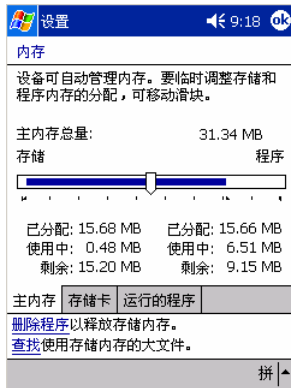 设置 9:18 ok
内存
设备可自动管理内存。要临时调整存储和
程序内存的分配，可移动滑块。
主内存总量: 31.34 MB
存储 程序
已分配: 15.68 MB 已分配: 15.66 MB
使用中: 0.48 MB 使用中: 6.51 MB
剩余: 15.20 MB 剩余: 9.15 MB
主内存 存储卡 运行的程序
删除程序以释放存储内存。
查找使用存储内存的大文件。
拼